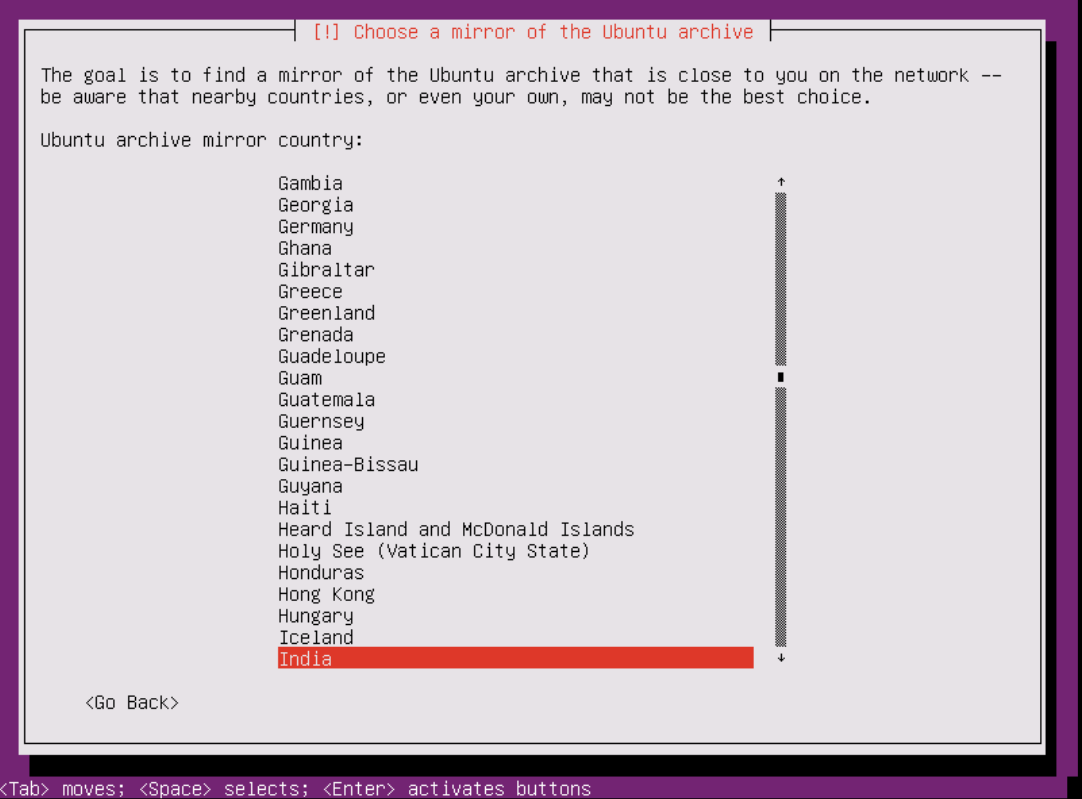 [!] Choose a mirror of the Ubuntu archive
The goal is to find a mirror of the Ubuntu archive that is close to you on the network --
be aware that nearby countries, or even your own, may not be the best choice.
Ubuntu archive mirror country:
Gambia
Georgia
Germany
Ghana
Gibraltar
Greece
Greenland
Grenada
Guadeloupe
Guam
Guatemala
Guernsey
Guinea
Guinea-Bissau
Guyana
Haiti
Heard Island and McDonald Islands
Holy See (Vatican City State)
Honduras
Hong Kong
Hungary
Iceland
India
<Go Back>
<Tab> moves; <Space> selects; <Enter> activates buttons